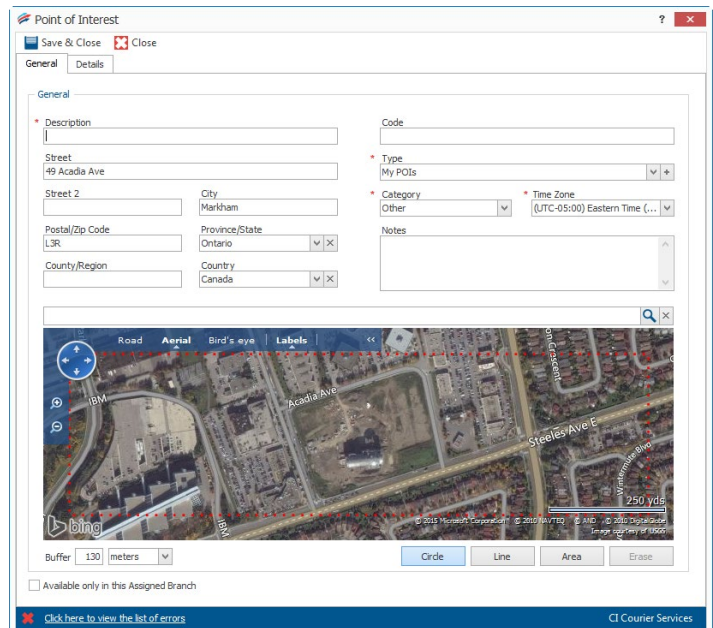 Point of Interest ?
Save & Close Close
General Details
General
* Description Code
Street * Type
49 Acadia Ave My POIs
Street 2 City * Category * Time Zone
Markham Other (UTC-05:00) Eastern Time (...
Postal/Zip Code Province/State Notes
L3R Ontario
County/Region Country
Canada
Road Aerial Bird's eye Labels «
IBM
Acadia Ave
Steeles Ave E
Wintermute Blvd
on Crescent
IBM
250 yds
bing
© 2015 Microsoft Corporation © 2010 NAVTEQ © AND © 2010 DigitalGlobe
Image courtesy of USGS
Buffer 130 meters Circle Line Area Erase
Available only in this Assigned Branch
Click here to view the list of errors CI Courier Services